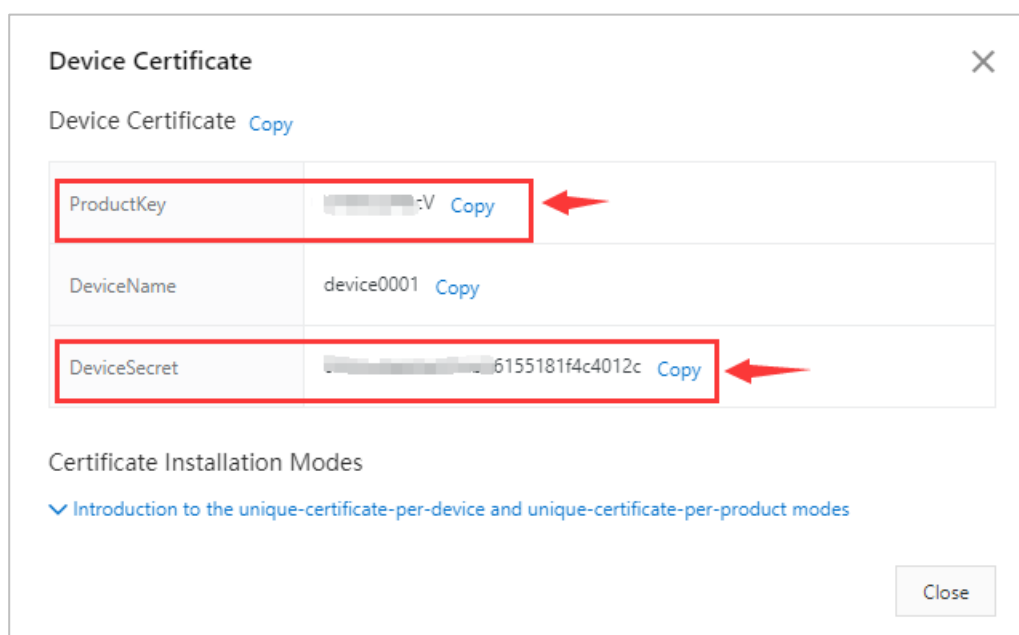 Device Certificate
Device Certificate Copy
ProductKey V Copy
DeviceName device0001 Copy
DeviceSecret 6155181f4c4012c Copy
Certificate Installation Modes
Introduction to the unique-certificate-per-device and unique-certificate-per-product modes
Close